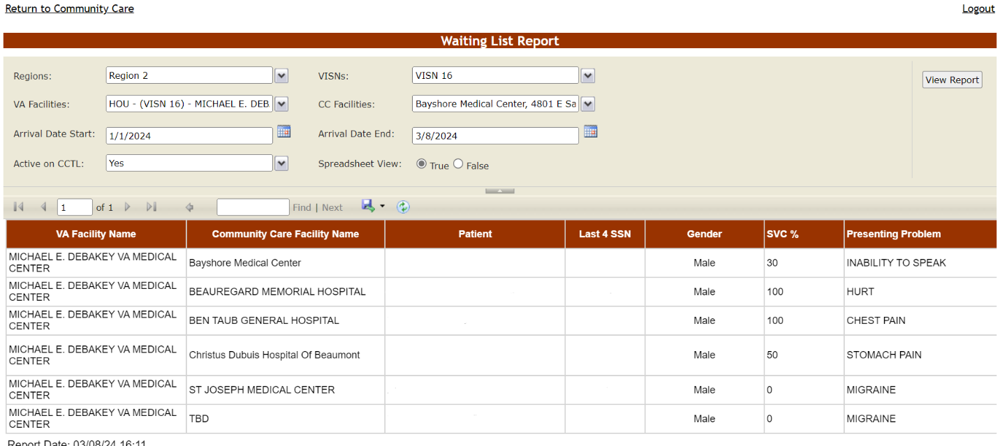 Return to Community Care Logout
Waiting List Report
Regions: Region 2 VISNs: VISN 16 View Report
VA Facilities: HOU - (VISN 16) - MICHAEL E. DEB CC Facilities: Bayshore Medical Center, 4801 E Sa
Arrival Date Start: 1/1/2024 Arrival Date End: 3/8/2024
Active on CCTL: Yes Spreadsheet View: True False
1 of 1 Find | Next
VA Facility Name Community Care Facility Name Patient Last 4 SSN Gender SVC % Presenting Problem
MICHAEL E. DEBAKEY VA MEDICAL
CENTER
Bayshore Medical Center Male 30 INABILITY TO SPEAK
MICHAEL E. DEBAKEY VA MEDICAL
CENTER
BEAUREGARD MEMORIAL HOSPITAL Male 100 HURT
MICHAEL E. DEBAKEY VA MEDICAL
CENTER
BEN TAUB GENERAL HOSPITAL Male 100 CHEST PAIN
MICHAEL E. DEBAKEY VA MEDICAL
CENTER
Christus Dubuis Hospital Of Beaumont Male 50 STOMACH PAIN
MICHAEL E. DEBAKEY VA MEDICAL
CENTER
ST JOSEPH MEDICAL CENTER Male 0 MIGRAINE
MICHAEL E. DEBAKEY VA MEDICAL
CENTER
TBD Male 0 MIGRAINE
Report Date: 03/08/24 16:11